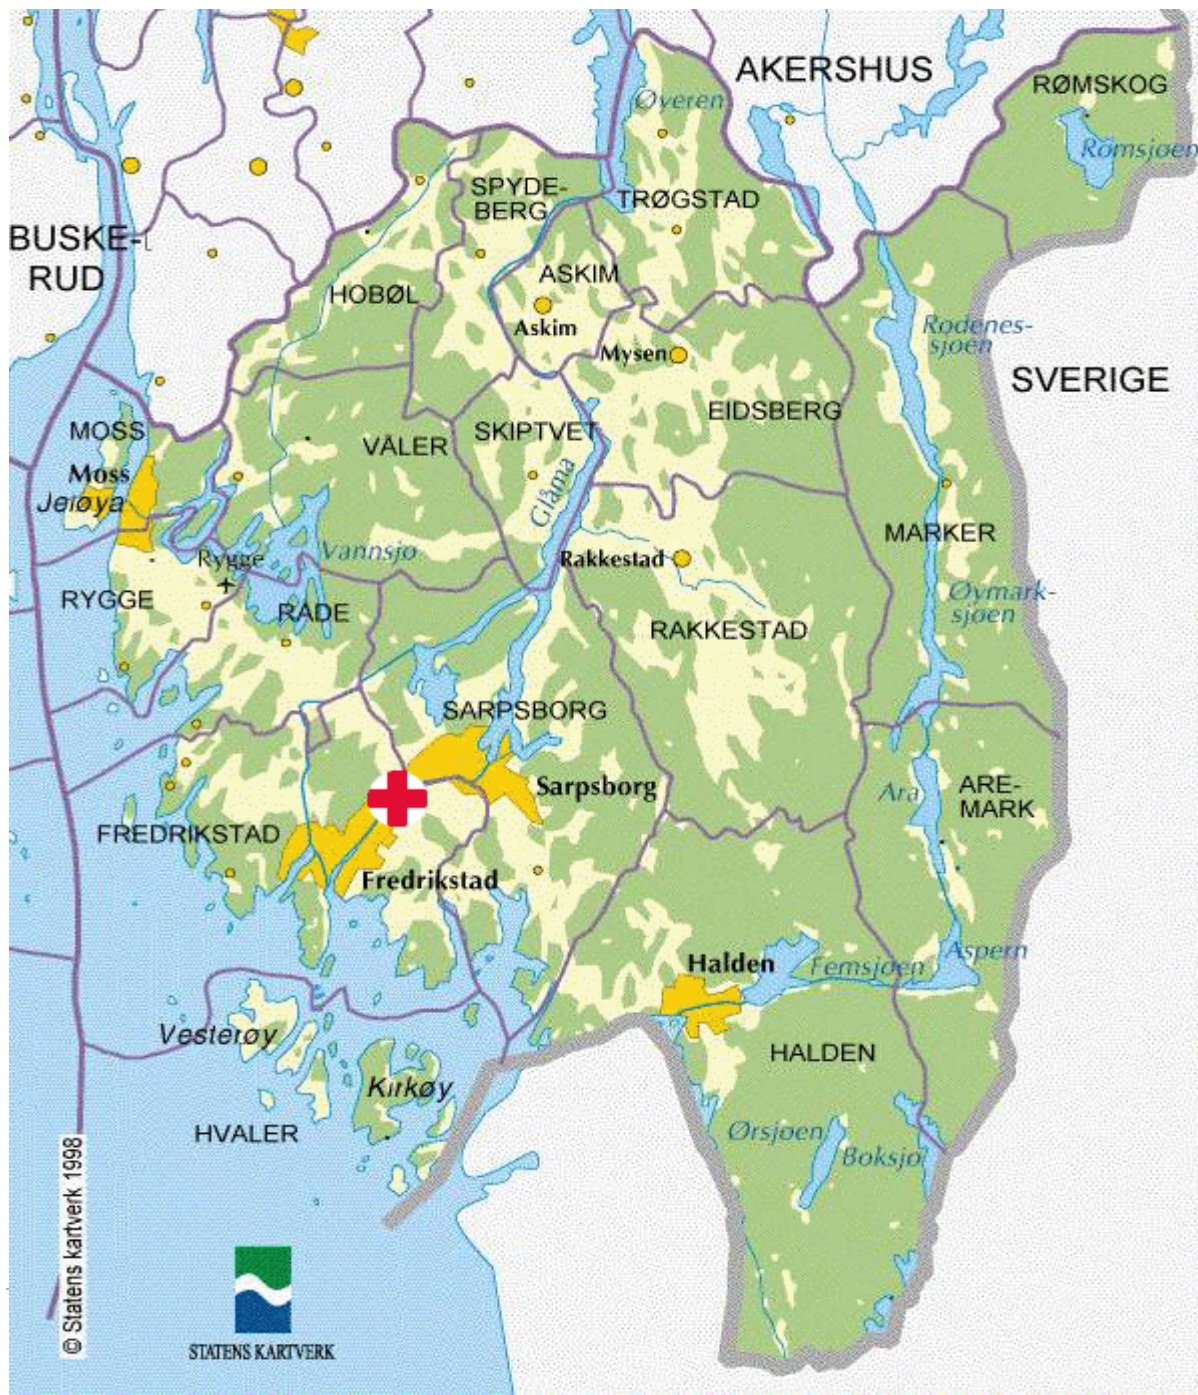 AKERSHUS
RØMSKOG
Øyeren
Rømsjøen
SPYDE-
BERG
TRØGSTAD
BUSKE-
RUD
HOBØL
ASKIM
Askim
Rødenes-
sjøen
Mysen
SVERIGE
EIDSBERG
MOSS
VÅLER
SKIPTVET
Moss
Jeløya
Glåma
MARKER
Vannsjø
Rygge
Rakkestad
RYGGE
RÅDE
Øymark-
sjøen
RAKKESTAD
SARPSBORG
Sarpsborg
Ara
ARE-
MARK
FREDRIKSTAD
Fredrikstad
Aspern
Halden
Femsjøen
Vesterøy
HALDEN
Kirkøy
HVALER
Ørsjøen
Boksjø
© Statens kartverk 1998
STATENS KARTVERK